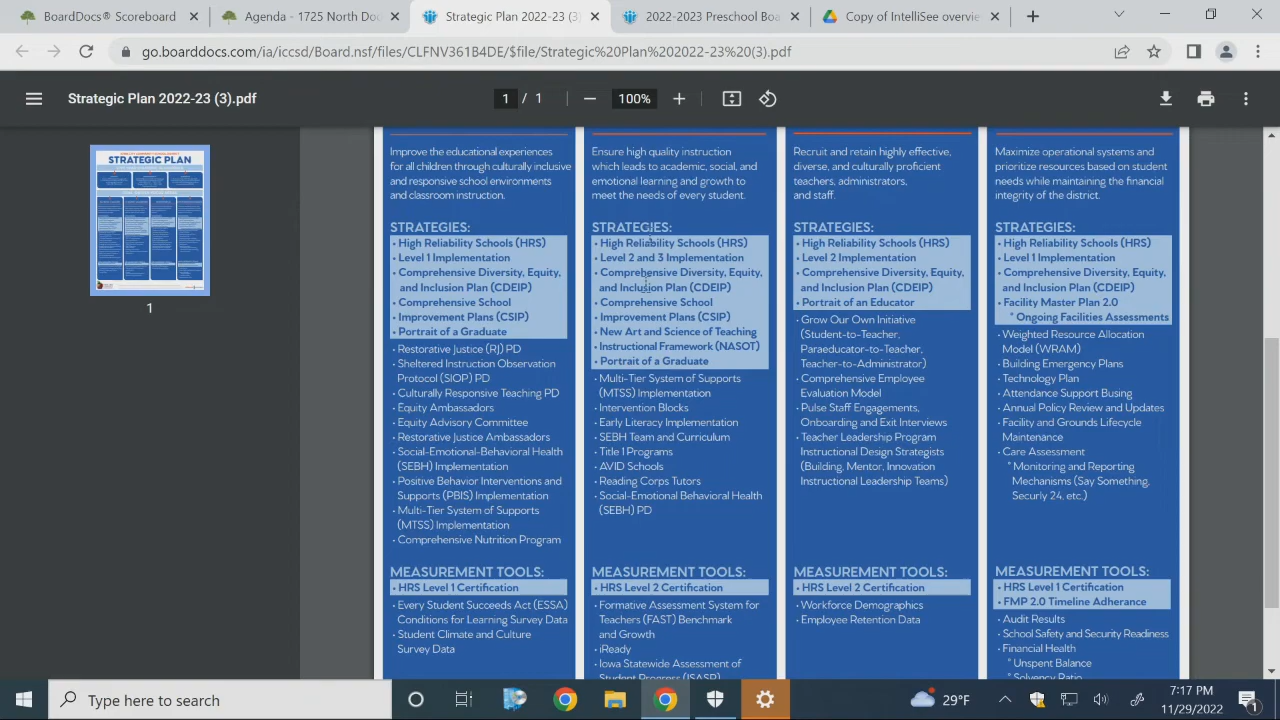 BoardDocs® Scoreboard
Agenda - 1725 North Do
Strategic Plan 2022-23 (3)
2022-2023 Preschool Boa
Copy of IntelliSee overvie
go.boarddocs.com/ia/iccsd/Board.nsf/files/CLFNV361B4DE/$file/Strategic%20Plan%202022-23%20(3).pdf
Strategic Plan 2022-23 (3).pdf
1 / 1
100%
STRATEGIC PLAN
1
Improve the educational experiences
for all children through culturally inclusive
and responsive school environments
and classroom instruction.
STRATEGIES:
• High Reliability Schools (HRS)
• Level 1 Implementation
• Comprehensive Diversity, Equity,
and Inclusion Plan (CDEIP)
• Comprehensive School
• Improvement Plans (CSIP)
• Portrait of a Graduate
• Restorative Justice (RJ) PD
• Sheltered Instruction Observation
Protocol (SIOP) PD
• Culturally Responsive Teaching PD
• Equity Ambassadors
• Equity Advisory Committee
• Restorative Justice Ambassadors
• Social-Emotional-Behavioral Health
(SEBH) Implementation
• Positive Behavior Interventions and
Supports (PBIS) Implementation
• Multi-Tier System of Supports
(MTSS) Implementation
• Comprehensive Nutrition Program
MEASUREMENT TOOLS:
• HRS Level 1 Certification
• Every Student Succeeds Act (ESSA)
Conditions for Learning Survey Data
• Student Climate and Culture
Survey Data
Ensure high quality instruction
which leads to academic, social, and
emotional learning and growth to
meet the needs of every student.
STRATEGIES:
• High Reliability Schools (HRS)
• Level 2 and 3 Implementation
• Comprehensive Diversity, Equity,
and Inclusion Plan (CDEIP)
• Comprehensive School
Improvement Plans (CSIP)
• New Art and Science of Teaching
• Instructional Framework (NASOT)
• Portrait of a Graduate
• Multi-Tier System of Supports
(MTSS) Implementation
• Intervention Blocks
• Early Literacy Implementation
• SEBH Team and Curriculum
• Title 1 Programs
• AVID Schools
• Reading Corps Tutors
• Social-Emotional Behavioral Health
(SEBH) PD
MEASUREMENT TOOLS:
• HRS Level 2 Certification
• Formative Assessment System for
Teachers (FAST) Benchmark
and Growth
• iReady
• Iowa Statewide Assessment of
Student Progress (ISASP)
Recruit and retain highly effective,
diverse, and culturally proficient
teachers, administrators,
and staff.
STRATEGIES:
• High Reliability Schools (HRS)
• Level 2 Implementation
• Comprehensive Diversity, Equity,
and Inclusion Plan (CDEIP)
• Portrait of an Educator
• Grow Our Own Initiative
(Student-to-Teacher,
Paraeducator-to-Teacher,
Teacher-to-Administrator)
• Comprehensive Employee
Evaluation Model
• Pulse Staff Engagements,
Onboarding and Exit Interviews
• Teacher Leadership Program
Instructional Design Strategists
(Building, Mentor, Innovation
Instructional Leadership Teams)
MEASUREMENT TOOLS:
• HRS Level 2 Certification
• Workforce Demographics
• Employee Retention Data
Maximize operational systems and
prioritize resources based on student
needs while maintaining the financial
integrity of the district.
STRATEGIES:
• High Reliability Schools (HRS)
• Level 1 Implementation
• Comprehensive Diversity, Equity,
and Inclusion Plan (CDEIP)
• Facility Master Plan 2.0
* Ongoing Facilities Assessments
• Weighted Resource Allocation
Model (WRAM)
• Building Emergency Plans
• Technology Plan
• Attendance Support Busing
• Annual Policy Review and Updates
• Facility and Grounds Lifecycle
Maintenance
• Care Assessment
* Monitoring and Reporting
Mechanisms (Say Something,
Securly 24, etc.)
MEASUREMENT TOOLS:
• HRS Level 1 Certification
• FMP 2.0 Timeline Adherance
• Audit Results
• School Safety and Security Readiness
• Financial Health
* Unspent Balance
* Solvency Ratio
Type here to search
29°F
7:17 PM
11/29/2022
1